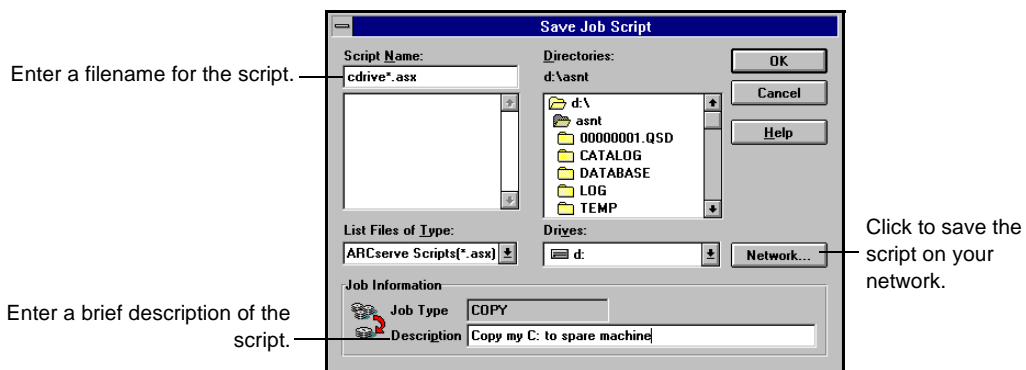 Save Job Script
Script Name:
Directories:
OK
Enter a filename for the script.
cdrive*.asx
d:\asnt
Cancel
d:\
asnt
Help
00000001.QSD
CATALOG
DATABASE
LOG
TEMP
List Files of Type:
Drives:
Click to save the
script on your
network.
ARCserve Scripts(*.asx)
d:
Network...
Job Information
Job Type
COPY
Enter a brief description of the
script.
Description
Copy my C: to spare machine